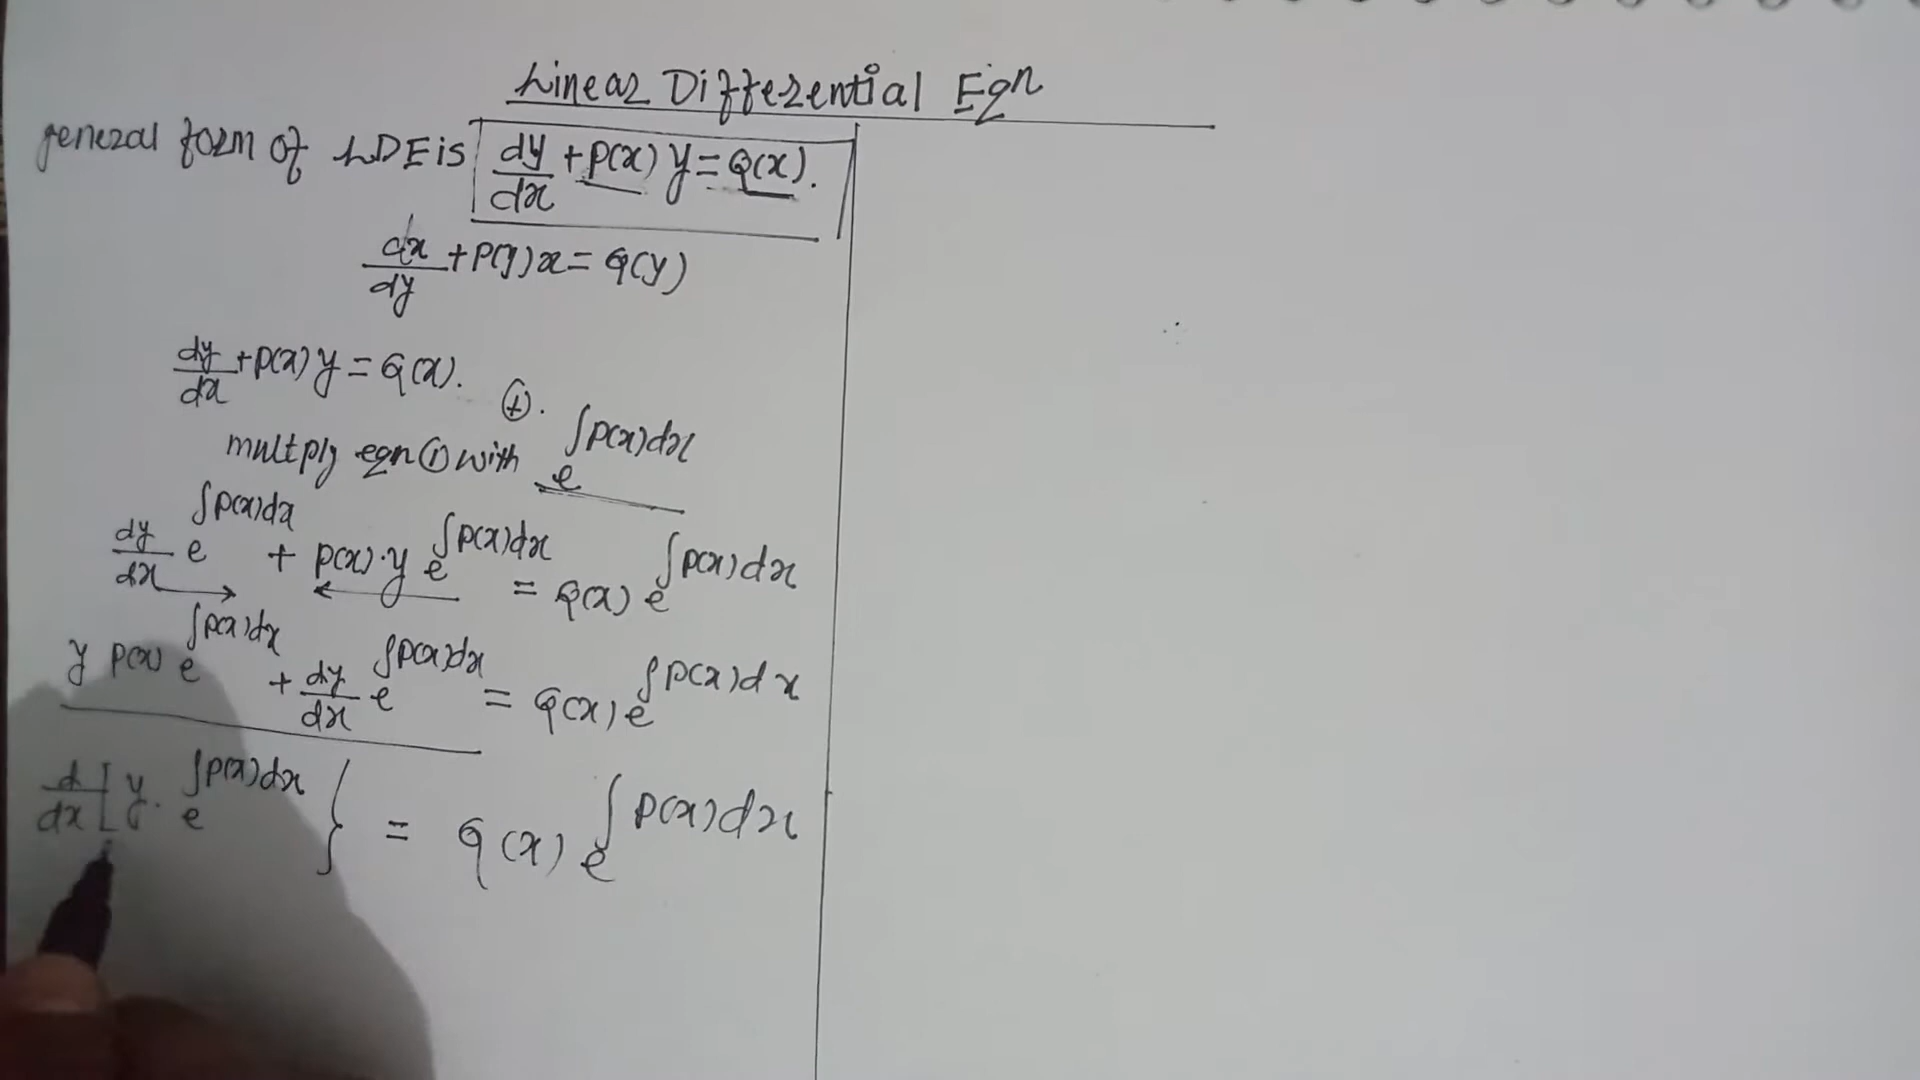 Linear Differential Eqn
general form of LDE is dy/dx + P(x) y = Q(x).
dx/dy + P(y) x = Q(y)
dy/dx + P(x) y = Q(x). ①.
multply eqn ① with e^∫P(x)dx
dy/dx e^∫P(x)dx + P(x)·y e^∫P(x)dx = Q(x) e^∫P(x)dx
y P(x) e^∫P(x)dx + dy/dx e^∫P(x)dx = Q(x) e^∫P(x)dx
d/dx [ y. e^∫P(x)dx } = Q(x) e^∫P(x)dx